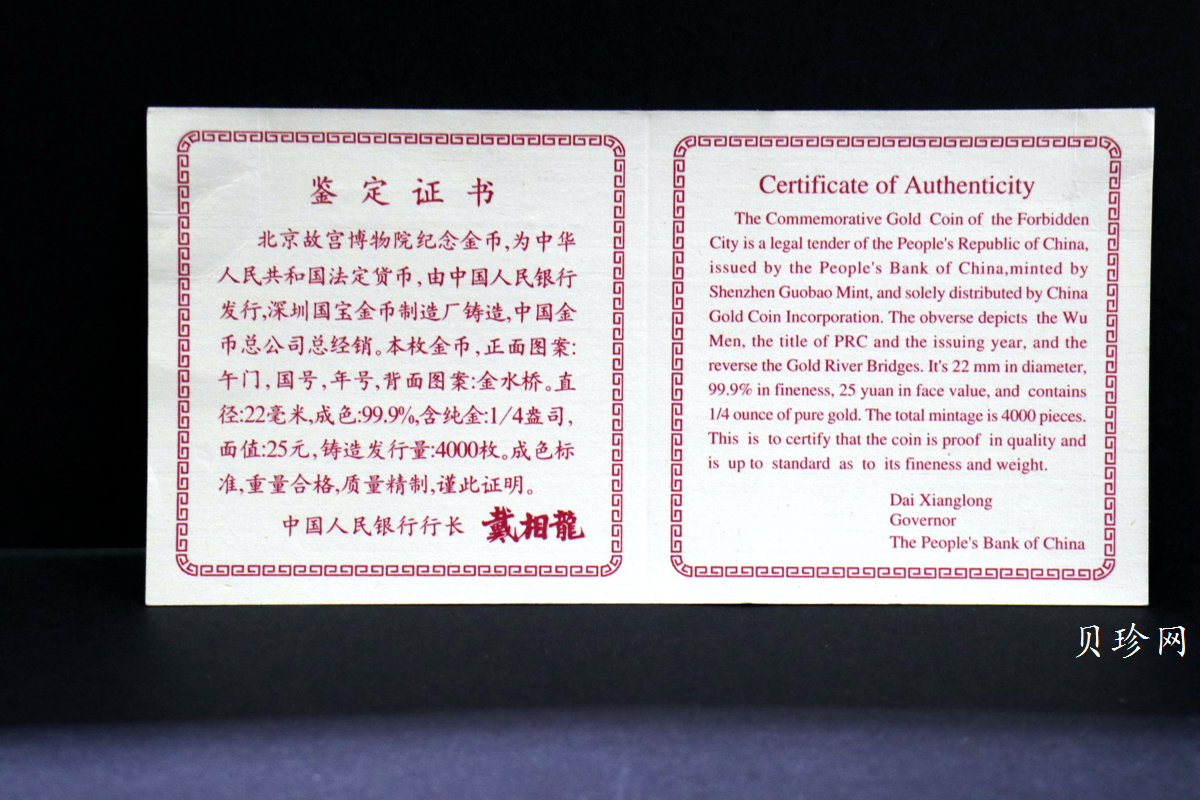 鉴定证书
北京故宫博物院纪念金币,为中华
人民共和国法定货币,由中国人民银行
发行,深圳国宝金币制造厂铸造,中国金
币总公司总经销。本枚金币,正面图案:
午门,国号,年号,背面图案:金水桥。直
径:22毫米,成色:99.9%,含纯金:1/4盎司,
面值:25元,铸造发行量:4000枚。成色标
准,重量合格,质量精制,谨此证明。
中国人民银行行长 戴相龍
Certificate of Authenticity
The Commemorative Gold Coin of the Forbidden
City is a legal tender of the People's Republic of China,
issued by the People's Bank of China,minted by
Shenzhen Guobao Mint, and solely distributed by China
Gold Coin Incorporation. The obverse depicts the Wu
Men, the title of PRC and the issuing year, and the
reverse the Gold River Bridges. It's 22 mm in diameter,
99.9% in fineness, 25 yuan in face value, and contains
1/4 ounce of pure gold. The total mintage is 4000 pieces.
This is to certify that the coin is proof in quality and
is up to standard as to its fineness and weight.
Dai Xianglong
Governor
The People's Bank of China
贝珍网